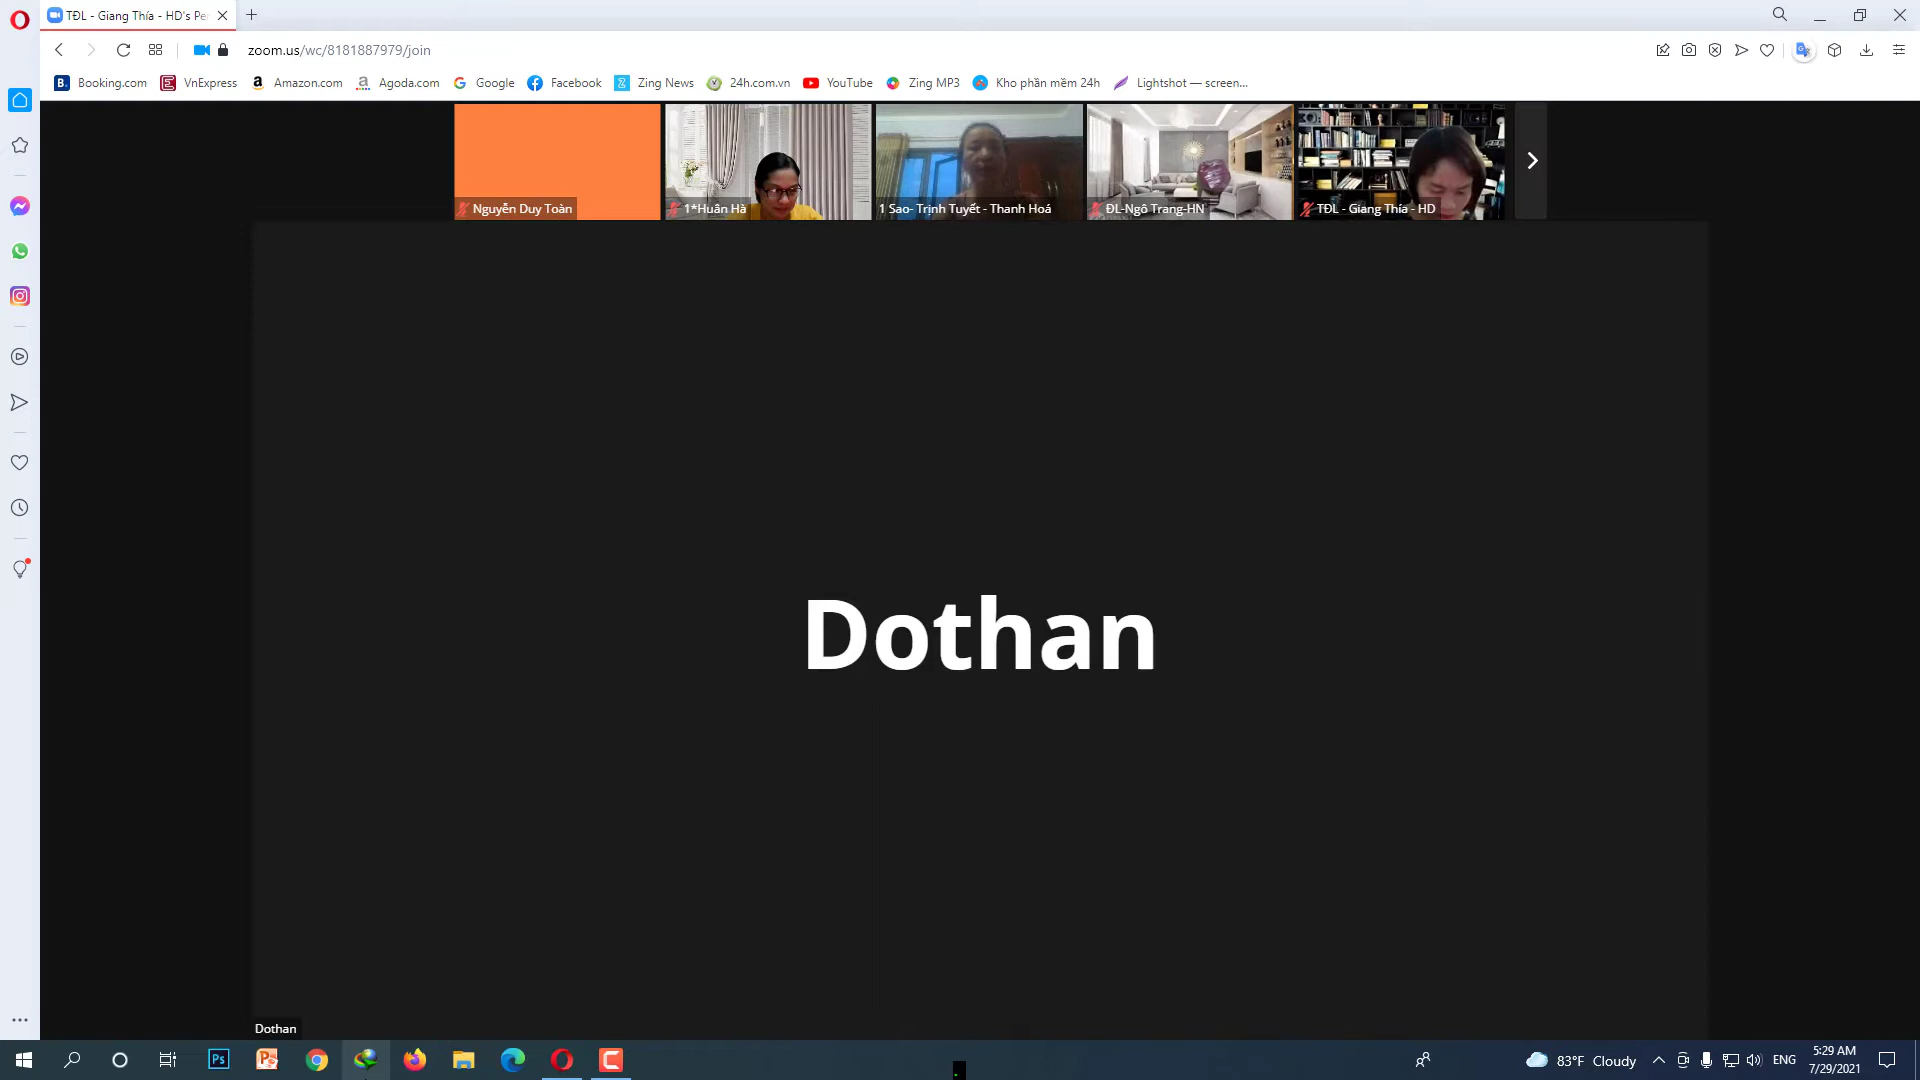 TĐL - Giang Thía - HD's Pe
zoom.us/wc/8181887979/join
Booking.com VnExpress Amazon.com Agoda.com Google Facebook Zing News 24h.com.vn YouTube Zing MP3 Kho phần mềm 24h Lightshot — screen...
Nguyễn Duy Toàn 1*Huân Hà 1 Sao- Trịnh Tuyết - Thanh Hoá ĐL-Ngô Trang-HN TĐL - Giang Thía - HD
Dothan
Dothan
83°F Cloudy ENG 5:29 AM
7/29/2021